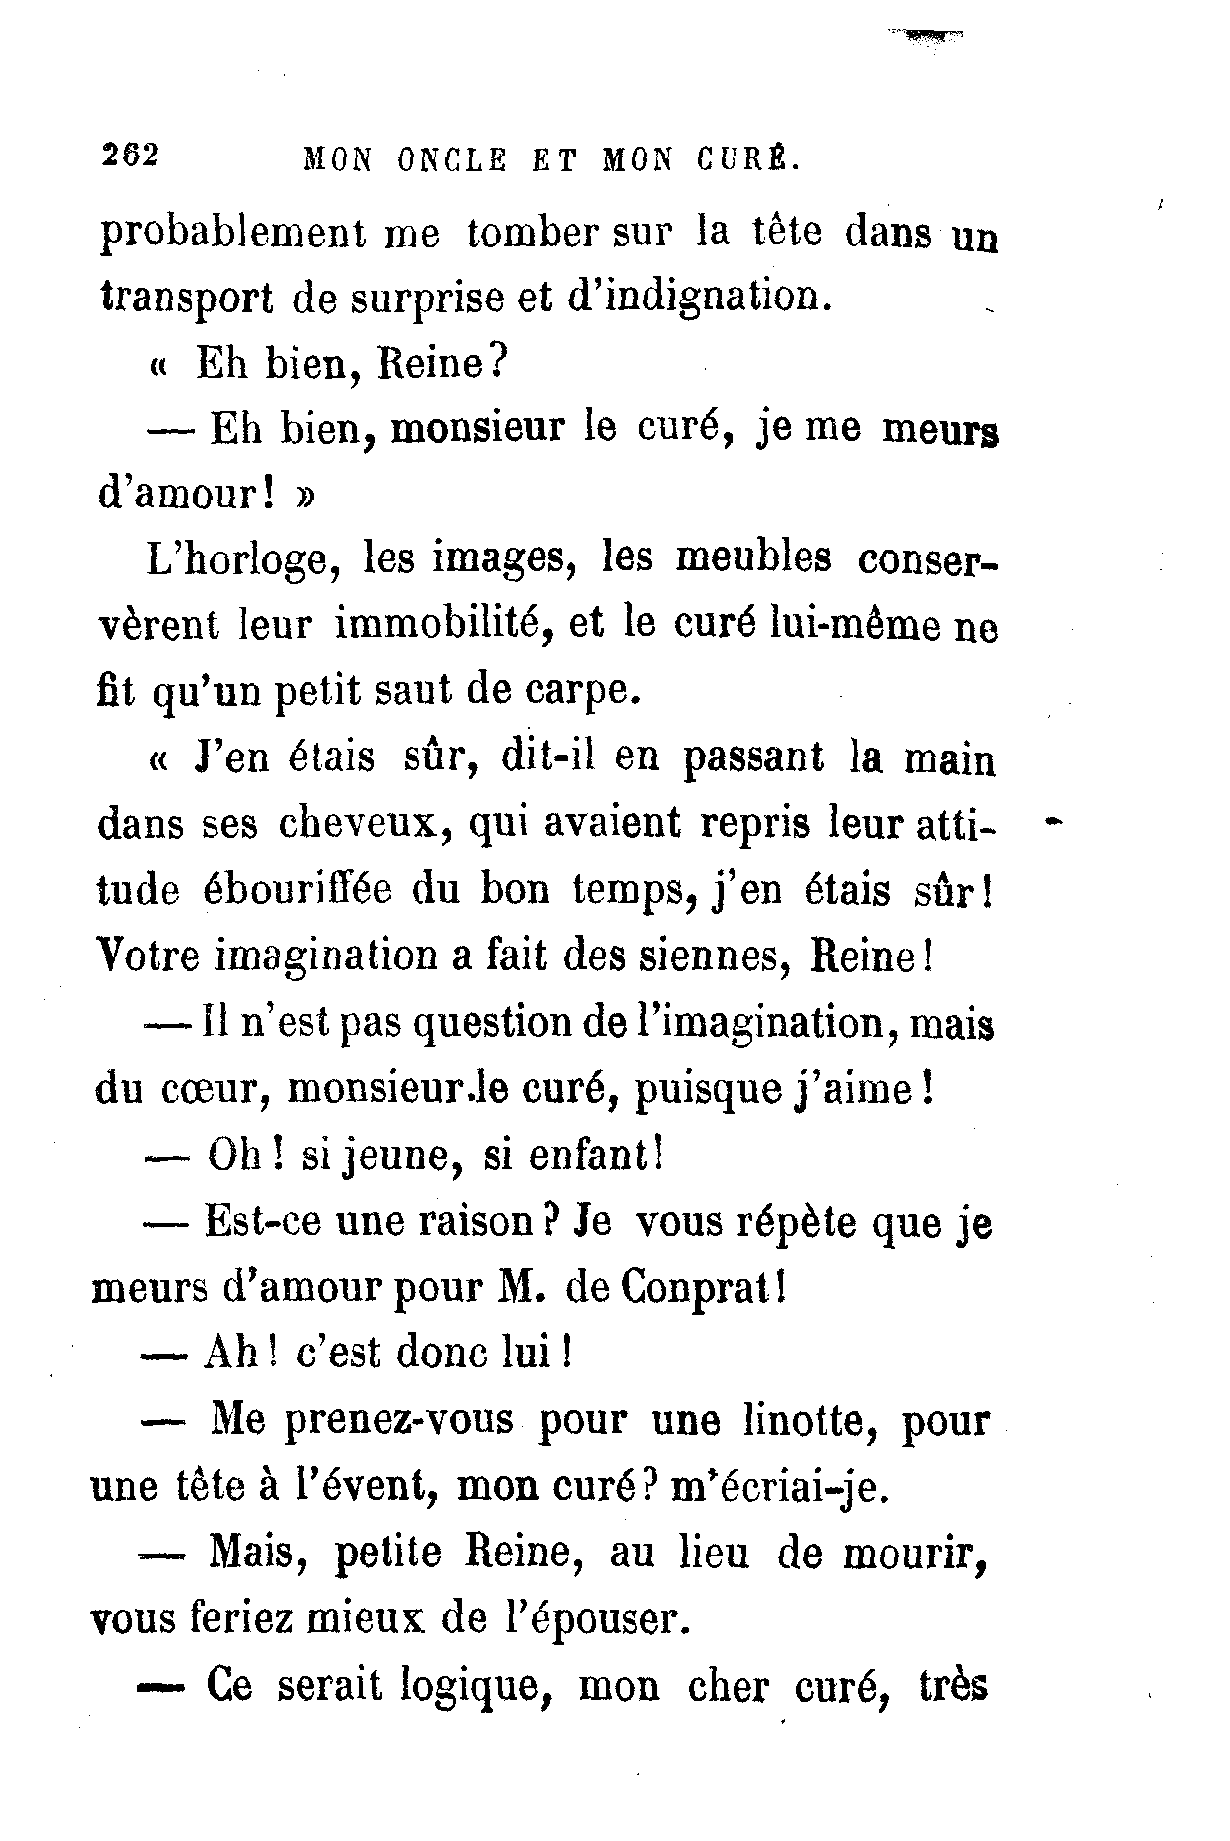 262 MON ONCLE ET MON CURÉ.
probablement me tomber sur la tête dans un
transport de surprise et d'indignation.
« Eh bien, Reine?
— Eh bien, monsieur le curé, je me meurs
d'amour! »
L'horloge, les images, les meubles conser-
vèrent leur immobilité, et le curé lui-même ne
fit qu'un petit saut de carpe.
« J'en étais sûr, dit-il en passant la main
dans ses cheveux, qui avaient repris leur atti-
tude ébouriffée du bon temps, j'en étais sûr!
Votre imagination a fait des siennes, Reine!
— Il n'est pas question de l'imagination, mais
du cœur, monsieur le curé, puisque j'aime!
— Oh! si jeune, si enfant!
— Est-ce une raison? Je vous répète que je
meurs d'amour pour M. de Conprat!
— Ah! c'est donc lui!
— Me prenez-vous pour une linotte, pour
une tête à l'évent, mon curé? m'écriai-je.
— Mais, petite Reine, au lieu de mourir,
vous feriez mieux de l'épouser.
— Ce serait logique, mon cher curé, très